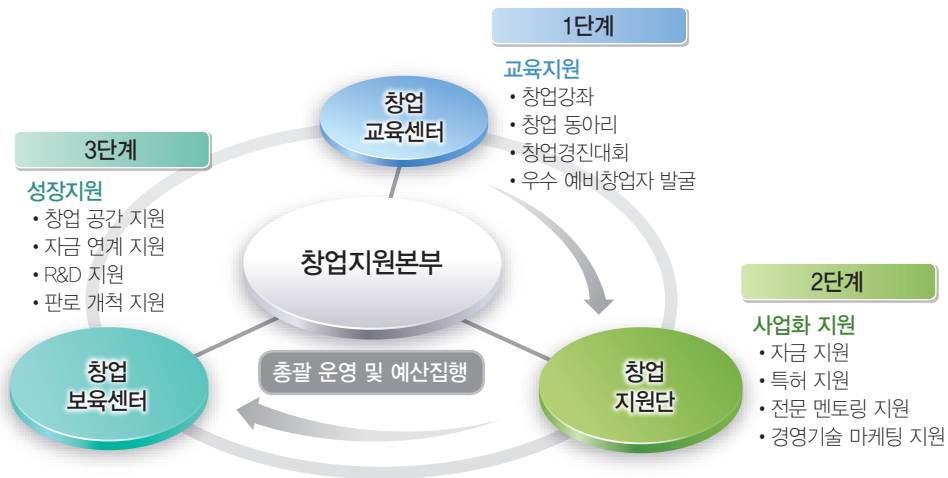 1단계
교육지원
• 창업강좌
• 창업 동아리
• 창업경진대회
• 우수 예비창업자 발굴
창업
교육센터
3단계
성장지원
• 창업 공간 지원
• 자금 연계 지원
• R&D 지원
• 판로 개척 지원
창업지원본부
2단계
사업화 지원
• 자금 지원
• 특허 지원
• 전문 멘토링 지원
• 경영기술 마케팅 지원
총괄 운영 및 예산집행
창업
보육센터
창업
지원단